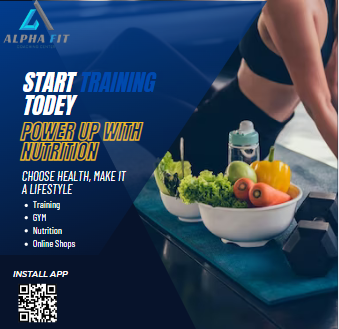 ALPHA FIT
START TRAINING
TODEY
POWER UP WITH
NUTRITION
CHOOSE HEALTH, MAKE IT
A LIFESTYLE
• Training
• GYM
• Nutrition
• Online Shops
INSTALL APP